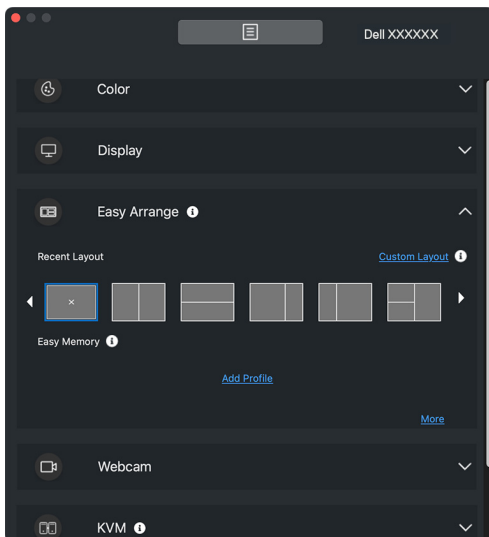 Dell XXXXXX
Color
Display
Easy Arrange
Recent Layout
Custom Layout
Easy Memory
Add Profile
More
Webcam
KVM